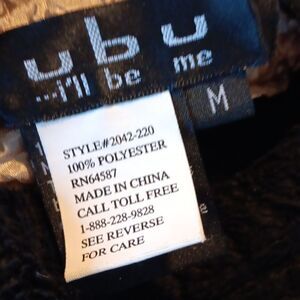 ubu
...i'll be me
M
STYLE#2042-220
100% POLYESTER
RN64587
MADE IN CHINA
CALL TOLL FREE
1-888-228-9828
SEE REVERSE
FOR CARE